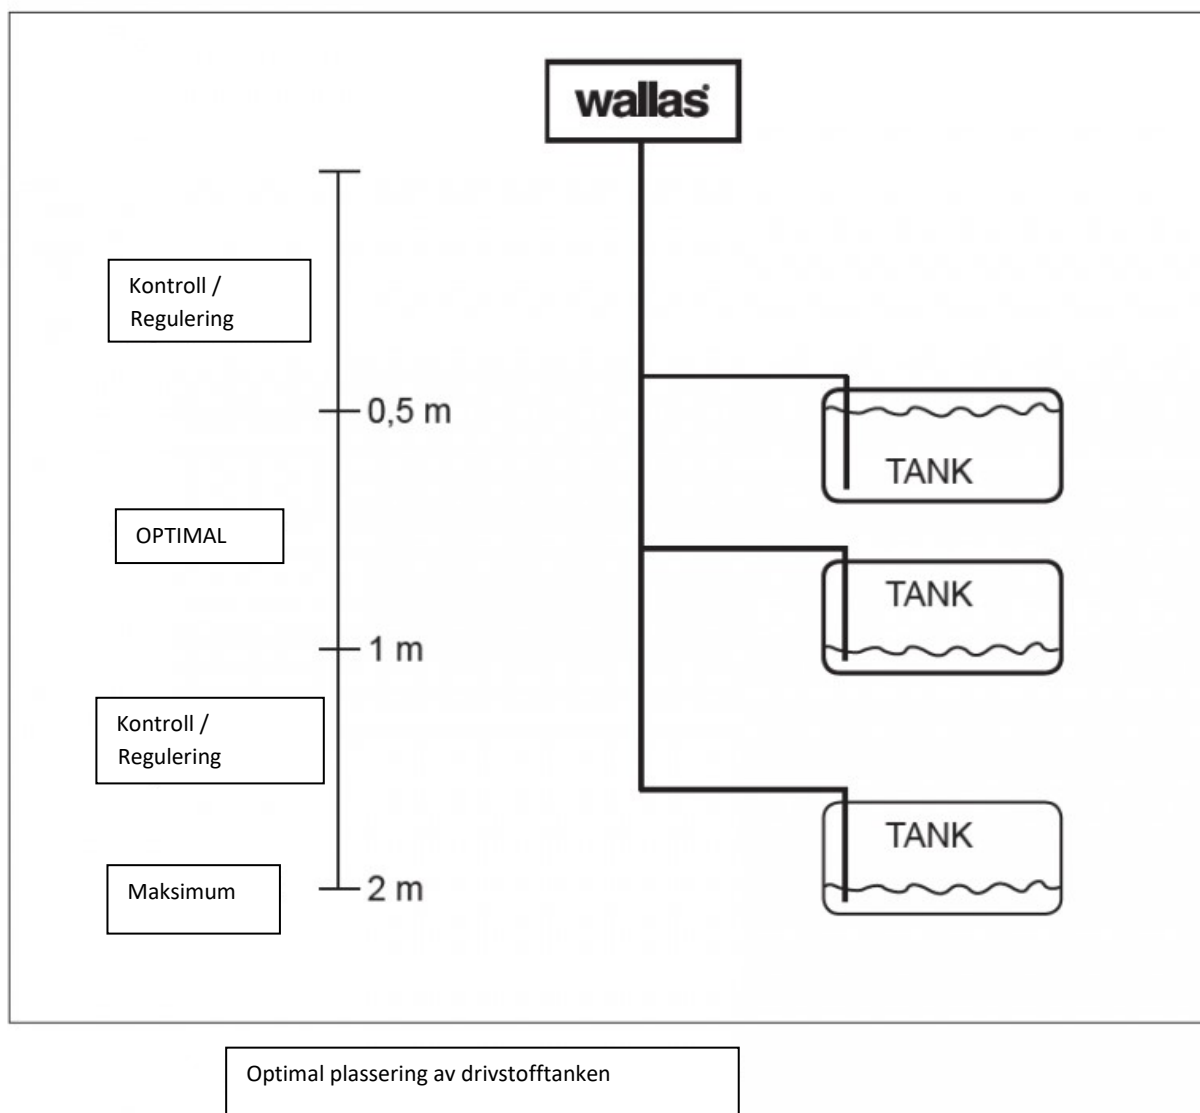 wallas
Kontroll /
Regulering
0,5 m
TANK
OPTIMAL
TANK
1 m
Kontroll /
Regulering
TANK
Maksimum
2 m
Optimal plassering av drivstofftanken